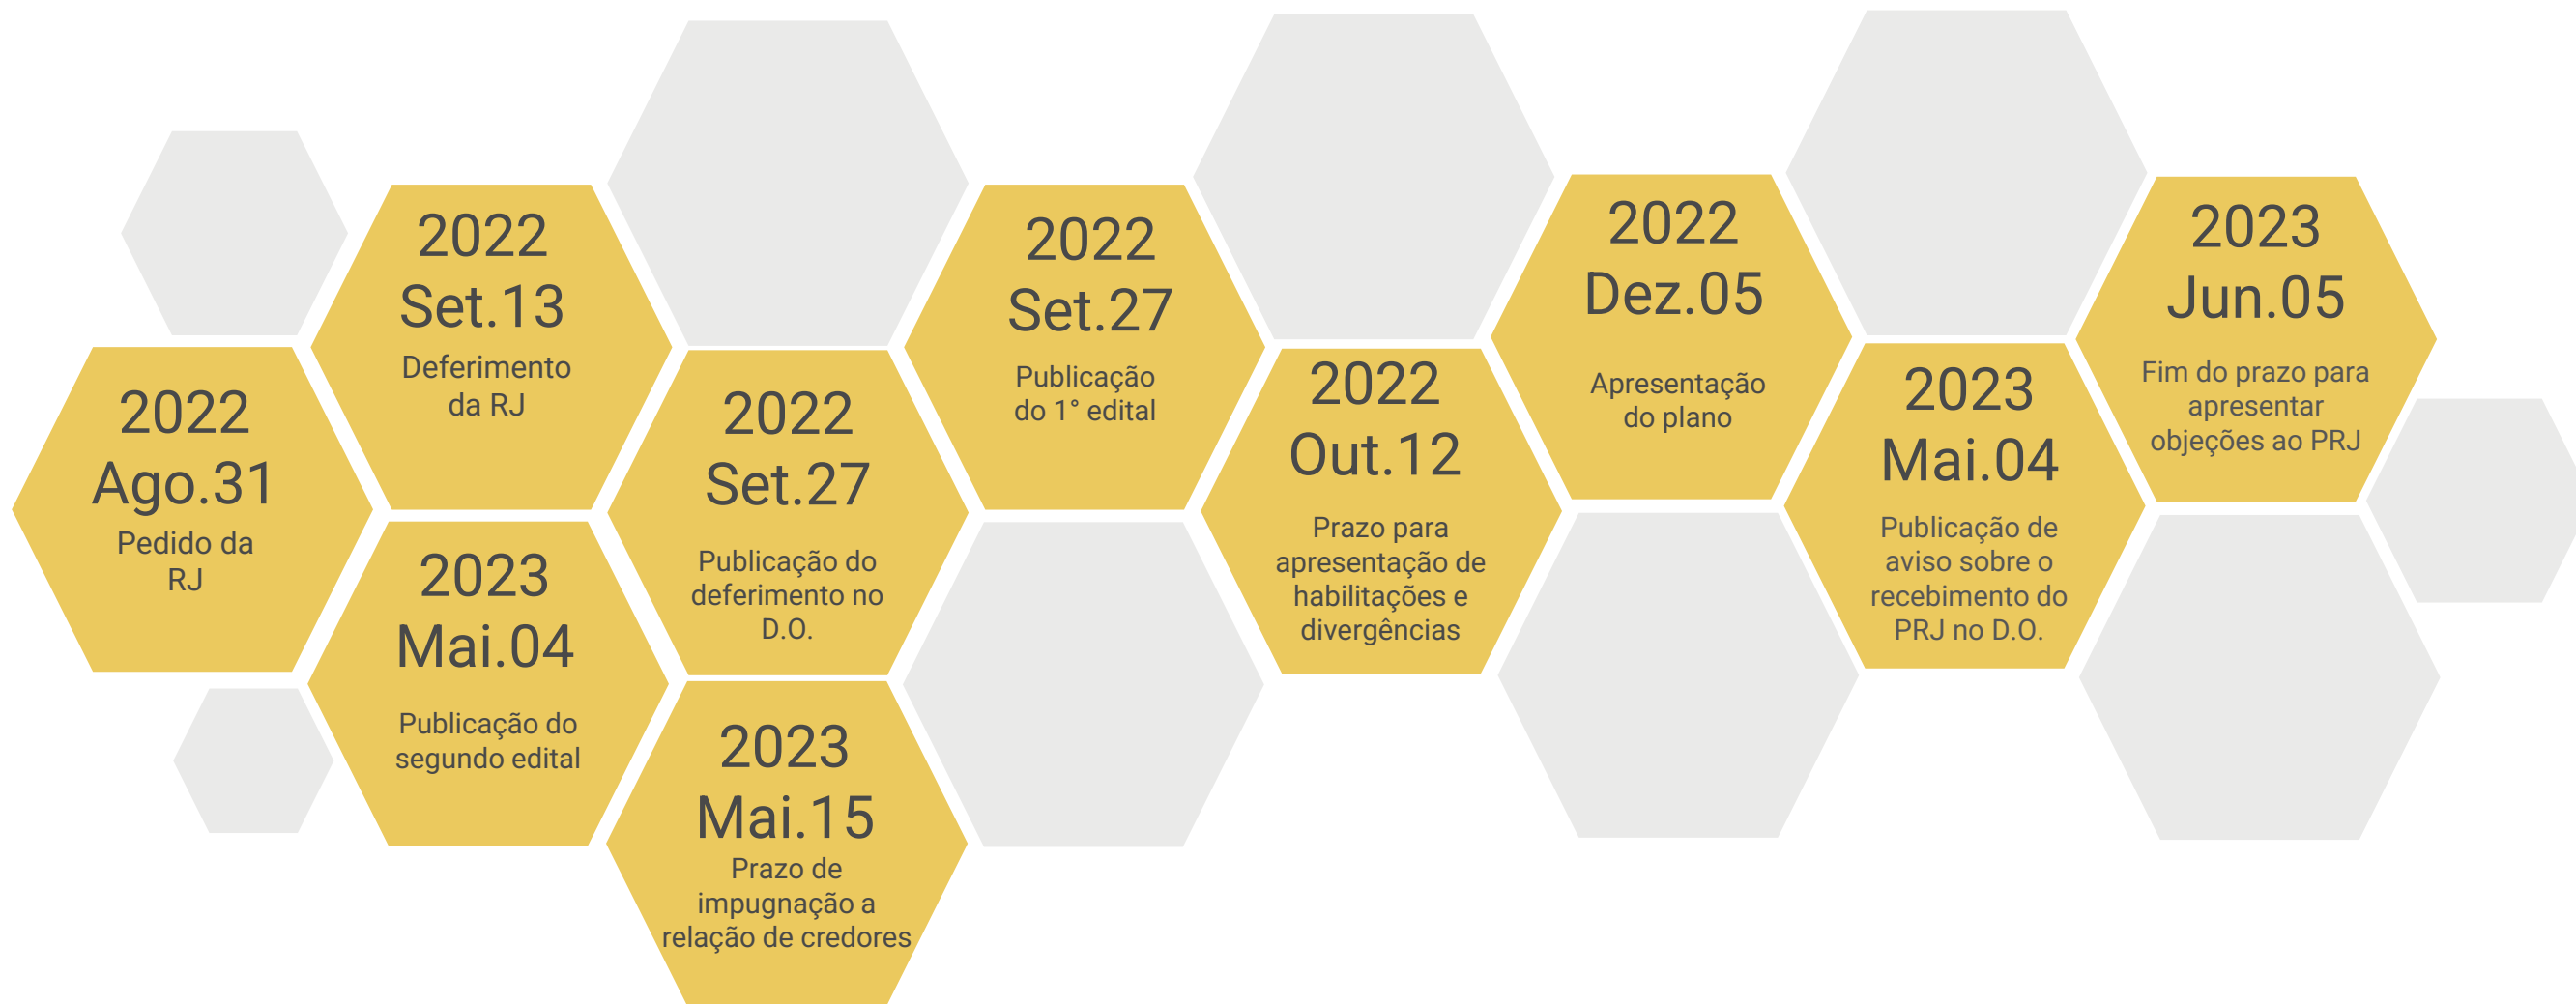 2022
Ago.31
Pedido da
RJ
2022
Set.13
Deferimento
da RJ
2023
Mai.04
Publicação do
segundo edital
2022
Set.27
Publicação do
deferimento no
D.O.
2023
Mai.15
Prazo de
impugnação a
relação de credores
2022
Set.27
Publicação
do 1° edital
2022
Out.12
Prazo para
apresentação de
habilitações e
divergências
2022
Dez.05
Apresentação
do plano
2023
Mai.04
Publicação de
aviso sobre o
recebimento do
PRJ no D.O.
2023
Jun.05
Fim do prazo para
apresentar
objeções ao PRJ